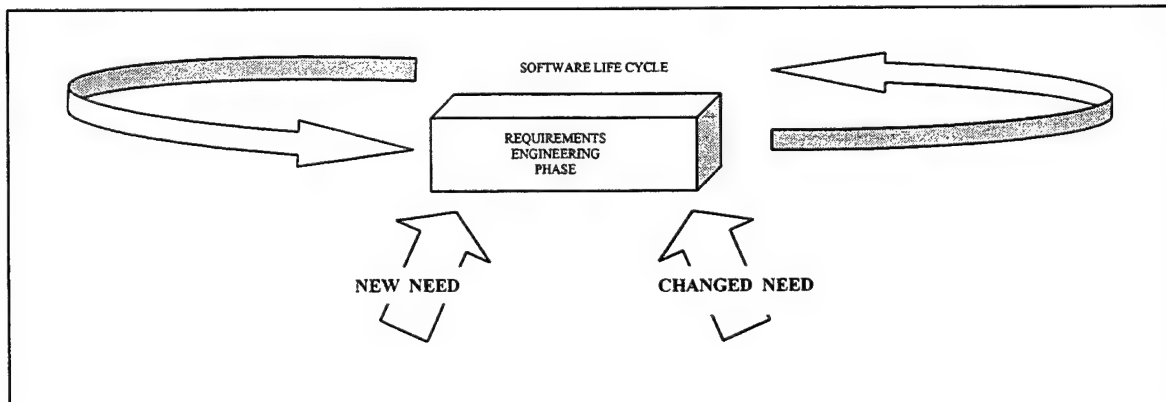 SOFTWARE LIFE CYCLE
REQUIREMENTS
ENGINEERING
PHASE
NEW NEED
CHANGED NEED